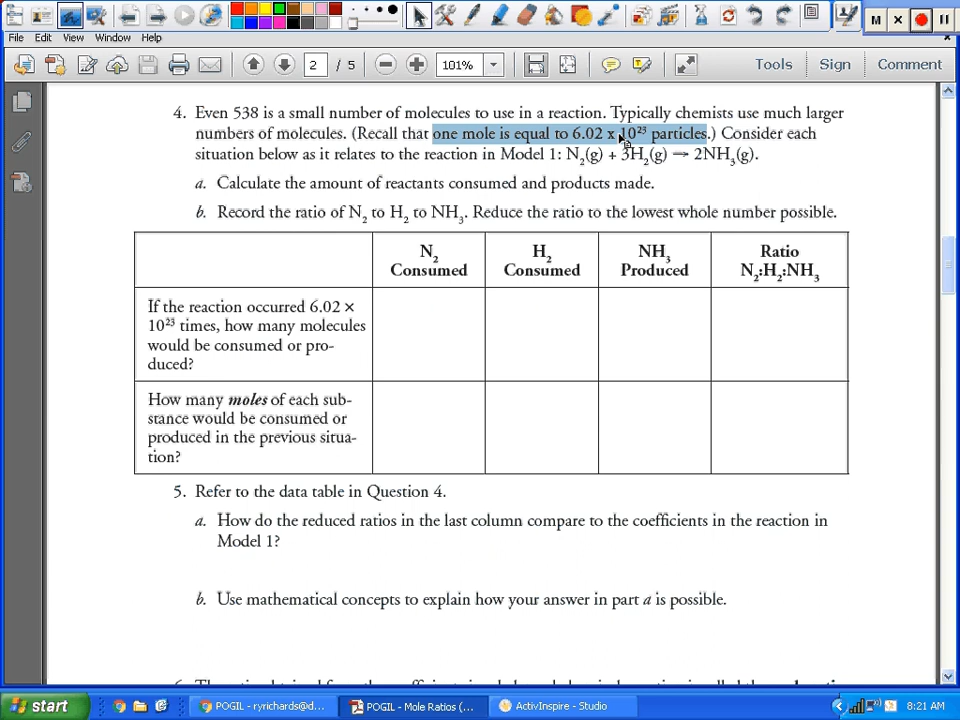 2 / 5
M
File Edit View Window Help
101%
Tools Sign Comment
4. Even 538 is a small number of molecules to use in a reaction. Typically chemists use much larger
numbers of molecules. (Recall that one mole is equal to 6.02 x 10²³ particles.) Consider each
situation below as it relates to the reaction in Model 1: N₂(g) + 3H₂(g) → 2NH₃(g).
a. Calculate the amount of reactants consumed and products made.
b. Record the ratio of N₂ to H₂ to NH₃. Reduce the ratio to the lowest whole number possible.
N₂ H₂ NH₃ Ratio
Consumed Consumed Produced N₂:H₂:NH₃
If the reaction occurred 6.02 ×
10²³ times, how many molecules
would be consumed or pro-
duced?
How many moles of each sub-
stance would be consumed or
produced in the previous situa-
tion?
5. Refer to the data table in Question 4.
a. How do the reduced ratios in the last column compare to the coefficients in the reaction in
Model 1?
b. Use mathematical concepts to explain how your answer in part a is possible.
start POGIL - ryrichards@d... POGIL - Mole Ratios (... ActivInspire - Studio 8:21 AM